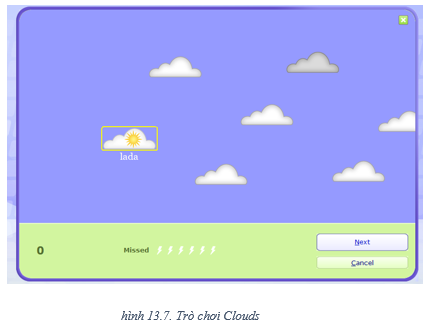 lada
0
Missed
Next
Cancel
hình 13.7. Trò chơi Clouds